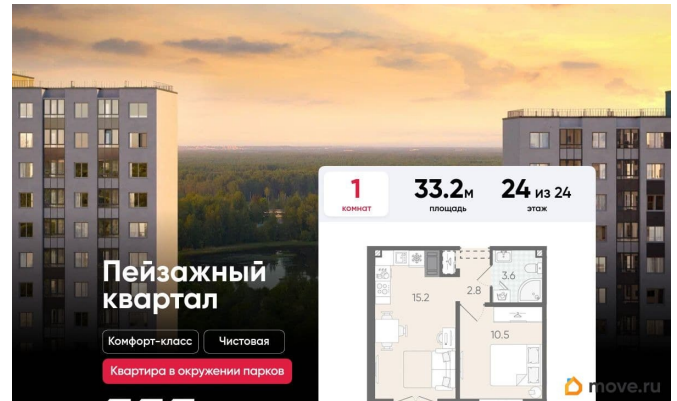 1
комнат
33.2м
площадь
24 из 24
этаж
Пейзажный
квартал
Комфорт-класс
Чистовая
Квартира в окружении парков
15.2
2.8
3.6
10.5
move.ru